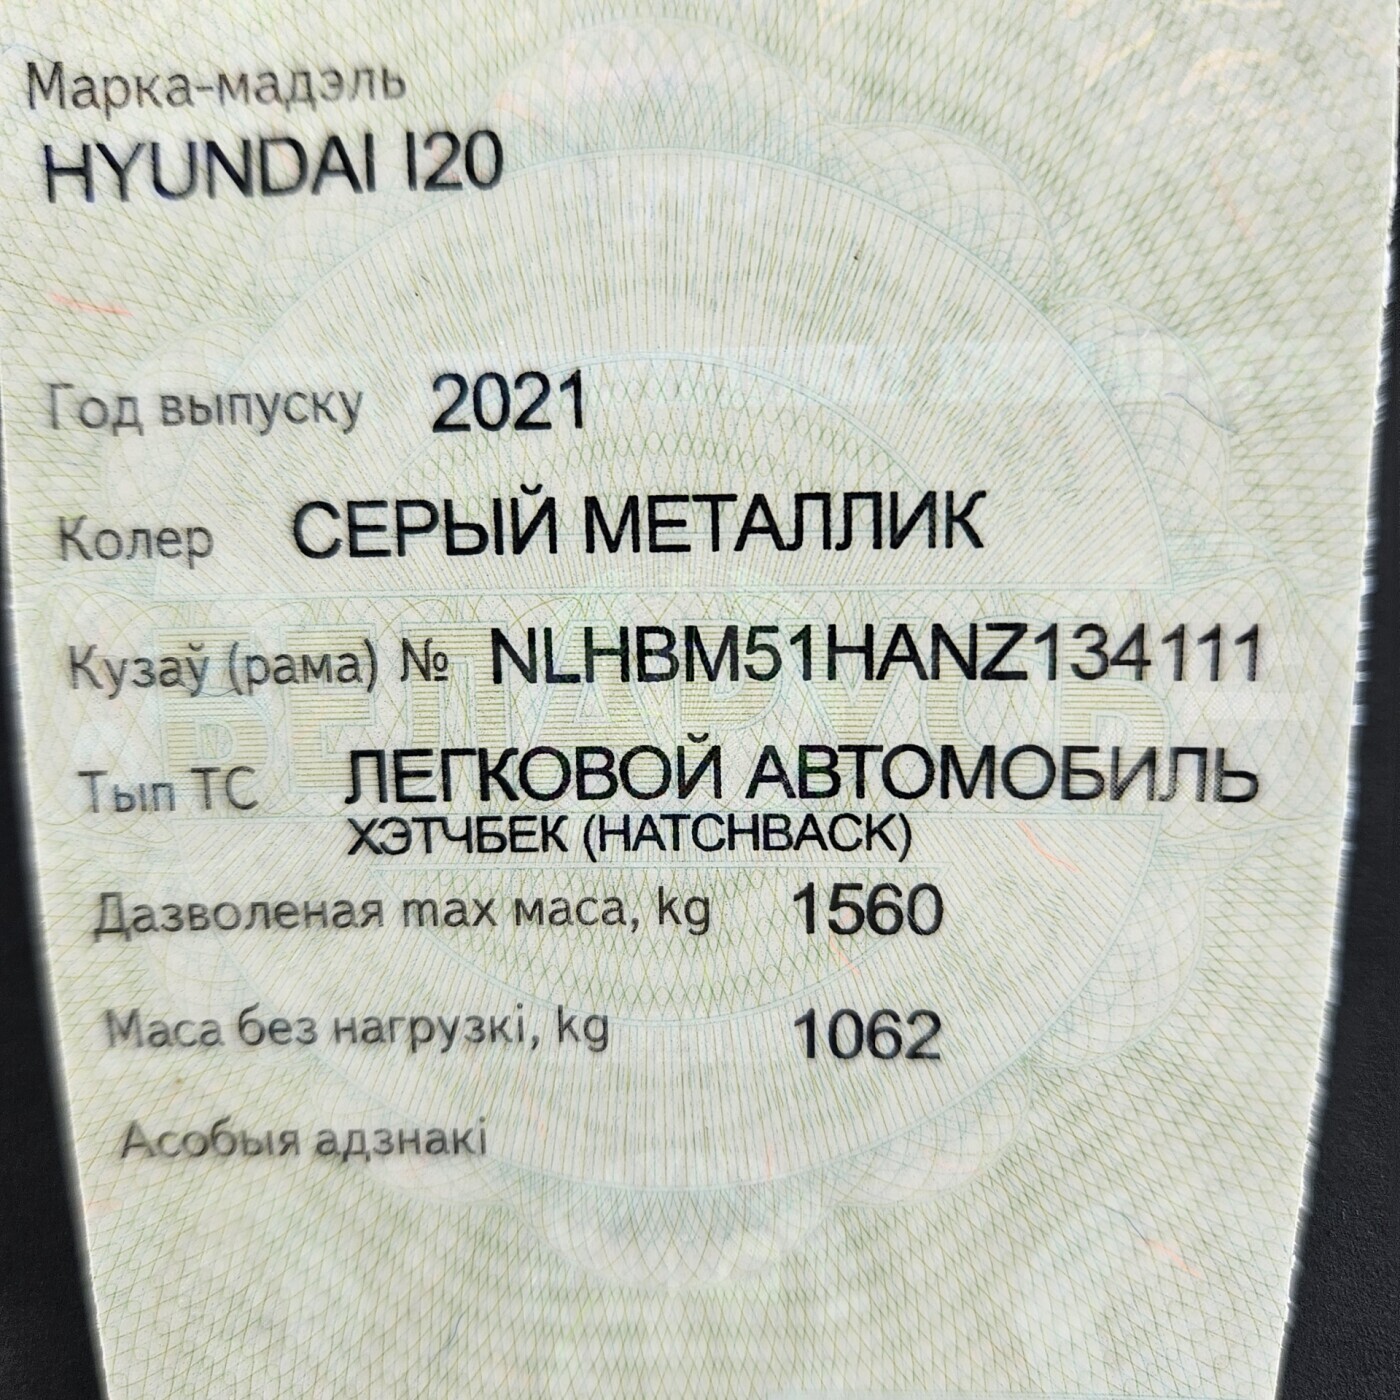 Марка-мадэль
HYUNDAI I20
Год выпуску 2021
Колер СЕРЫЙ МЕТАЛЛИК
БЕЛАРУСЬ
Кузаў (рама) № NLHBM51HANZ134111
Тып ТС ЛЕГКОВОЙ АВТОМОБИЛЬ
ХЭТЧБЕК (HATCHBACK)
Дазволеная max маса, kg 1560
Маса без нагрузкі, kg 1062
Асобыя адзнакі